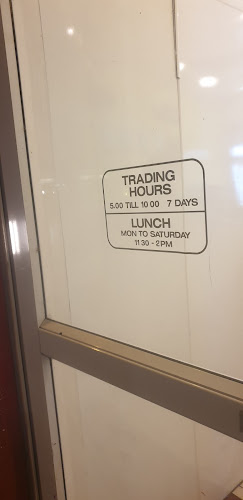 TRADING
HOURS
5.00 TILL 10 00 7 DAYS
LUNCH
MON TO SATURDAY
11 30 - 2PM